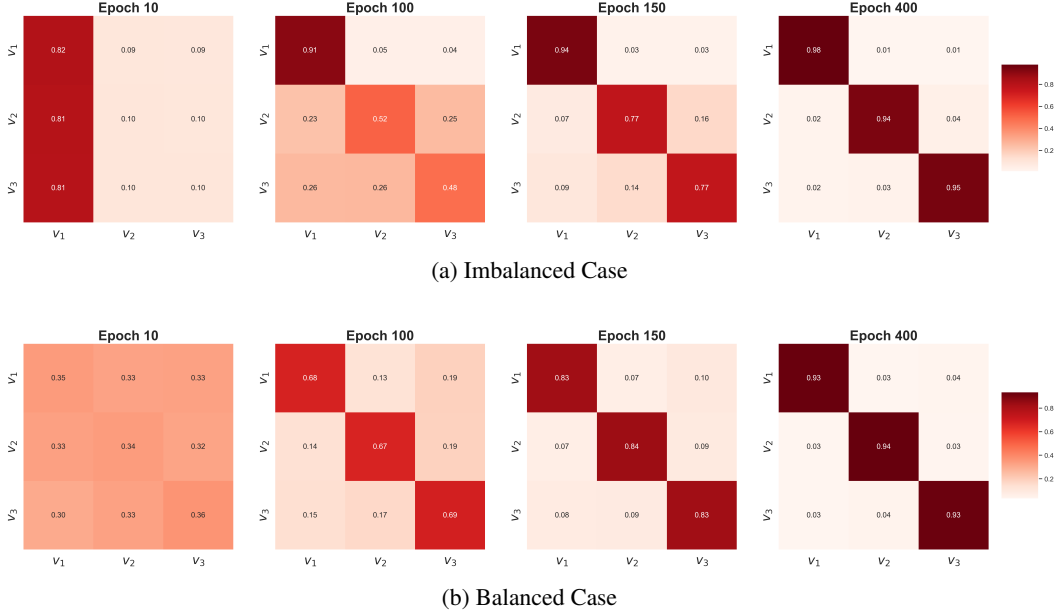 Epoch 10 Epoch 100 Epoch 150 Epoch 400
v1 0.82 0.09 0.09 v1 0.91 0.05 0.04 v1 0.94 0.03 0.03 v1 0.98 0.01 0.01
v2 0.81 0.10 0.10 v2 0.23 0.52 0.25 v2 0.07 0.77 0.16 v2 0.02 0.94 0.04
v3 0.81 0.10 0.10 v3 0.26 0.26 0.48 v3 0.09 0.14 0.77 v3 0.02 0.03 0.95
v1 v2 v3 v1 v2 v3 v1 v2 v3 v1 v2 v3
0.8
0.6
0.4
0.2
(a) Imbalanced Case
Epoch 10 Epoch 100 Epoch 150 Epoch 400
v1 0.35 0.33 0.33 v1 0.68 0.13 0.19 v1 0.83 0.07 0.10 v1 0.93 0.03 0.04
v2 0.33 0.34 0.32 v2 0.14 0.67 0.19 v2 0.07 0.84 0.09 v2 0.03 0.94 0.03
v3 0.30 0.33 0.36 v3 0.15 0.17 0.69 v3 0.08 0.09 0.83 v3 0.03 0.04 0.93
v1 v2 v3 v1 v2 v3 v1 v2 v3 v1 v2 v3
0.8
0.6
0.4
0.2
(b) Balanced Case